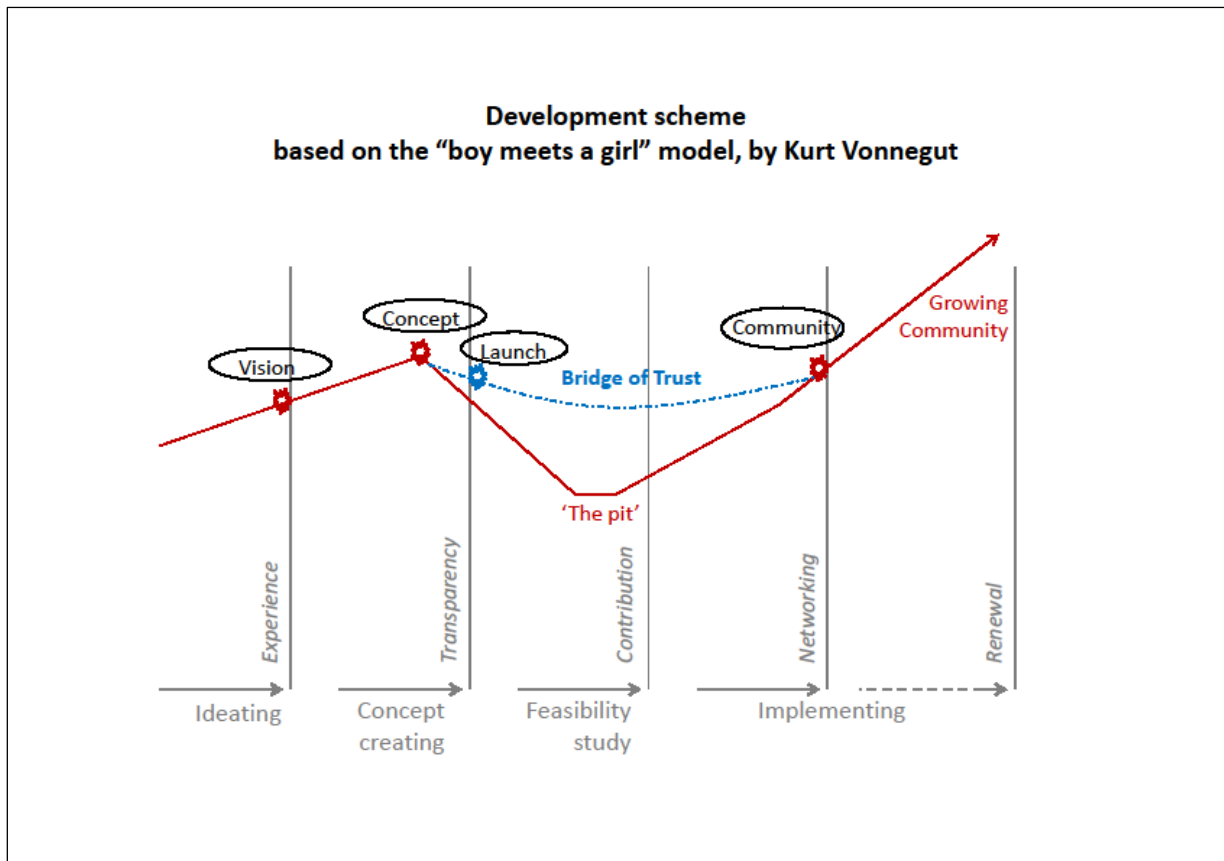 Development scheme
based on the “boy meets a girl” model, by Kurt Vonnegut
Growing
Community
Concept
Community
Launch
Vision
Bridge of Trust
‘The pit’
Experience
Transparency
Contribution
Networking
Renewal
Ideating
Concept
creating
Feasibility
study
Implementing